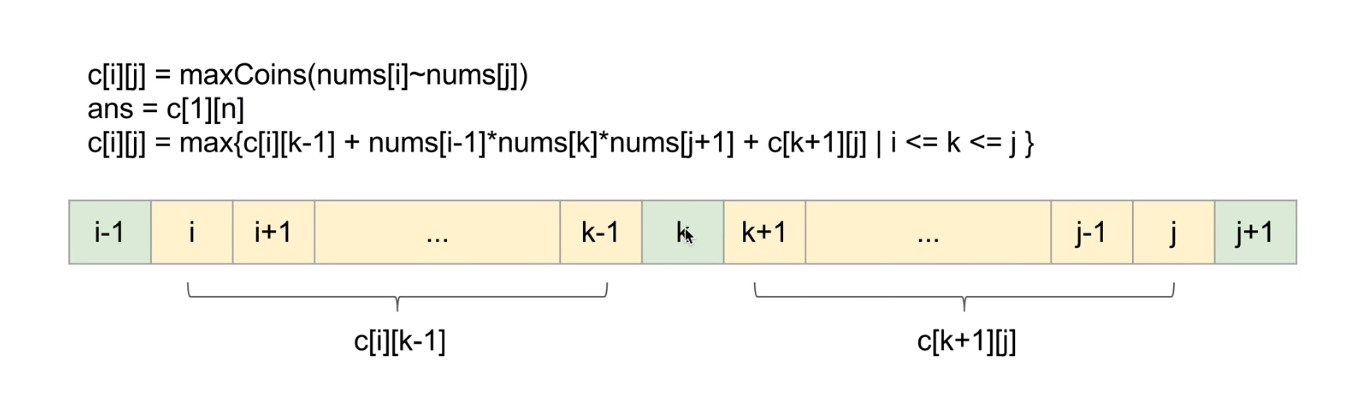 c[i][j] = maxCoins(nums[i]~nums[j])
ans = c[1][n]
c[i][j] = max{c[i][k-1] + nums[i-1]*nums[k]*nums[j+1] + c[k+1][j] | i <= k <= j }
i-1 i i+1 ... k-1 k k+1 ... j-1 j j+1
c[i][k-1] c[k+1][j]